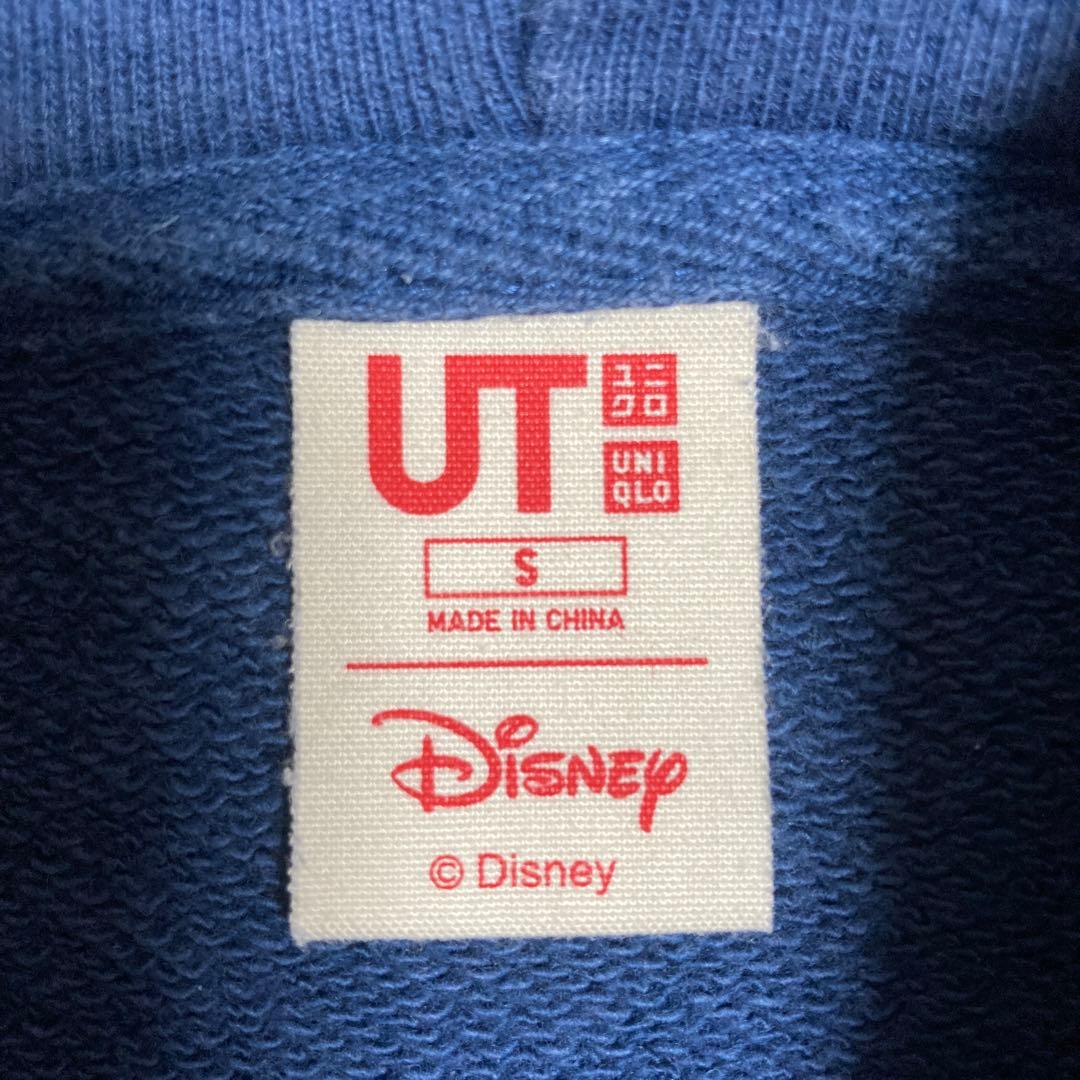 UT
ユニ
クロ
UNI
QLO
S
MADE IN CHINA
Disney
© Disney